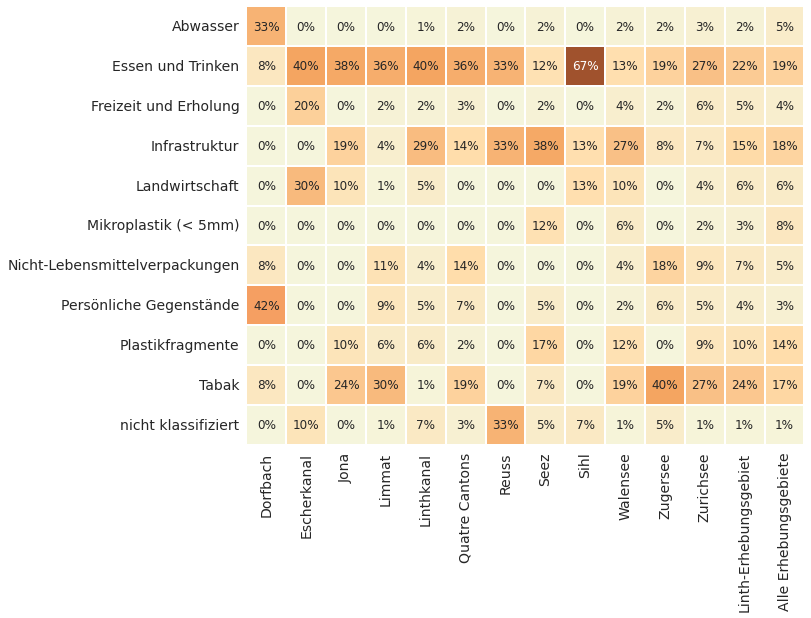 Abwasser 33% 0% 0% 0% 1% 2% 0% 2% 0% 2% 2% 3% 2% 5%
Essen und Trinken 8% 40% 38% 36% 40% 36% 33% 12% 67% 13% 19% 27% 22% 19%
Freizeit und Erholung 0% 20% 0% 2% 2% 3% 0% 2% 0% 4% 2% 6% 5% 4%
Infrastruktur 0% 0% 19% 4% 29% 14% 33% 38% 13% 27% 8% 7% 15% 18%
Landwirtschaft 0% 30% 10% 1% 5% 0% 0% 0% 13% 10% 0% 4% 6% 6%
Mikroplastik (< 5mm) 0% 0% 0% 0% 0% 0% 0% 12% 0% 6% 0% 2% 3% 8%
Nicht-Lebensmittelverpackungen 8% 0% 0% 11% 4% 14% 0% 0% 0% 4% 18% 9% 7% 5%
Persönliche Gegenstände 42% 0% 0% 9% 5% 7% 0% 5% 0% 2% 6% 5% 4% 3%
Plastikfragmente 0% 0% 10% 6% 6% 2% 0% 17% 0% 12% 0% 9% 10% 14%
Tabak 8% 0% 24% 30% 1% 19% 0% 7% 0% 19% 40% 27% 24% 17%
nicht klassifiziert 0% 10% 0% 1% 7% 3% 33% 5% 7% 1% 5% 1% 1% 1%
Dorfbach
Escherkanal
Jona
Limmat
Linthkanal
Quatre Cantons
Reuss
Seez
Sihl
Walensee
Zugersee
Zurichsee
Linth-Erhebungsgebiet
Alle Erhebungsgebiete